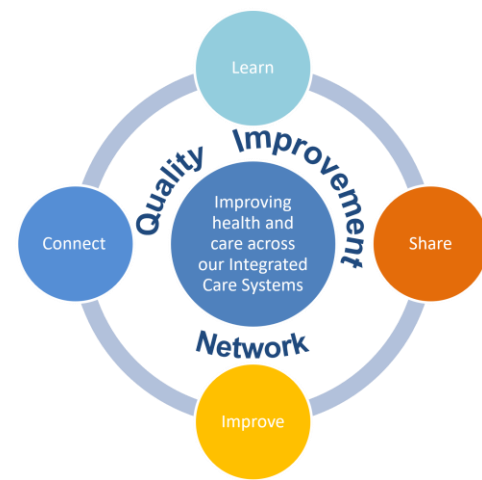 Learn
Quality Improvement
Improving
health and
care across
our Integrated
Care Systems
Connect
Share
Network
Improve